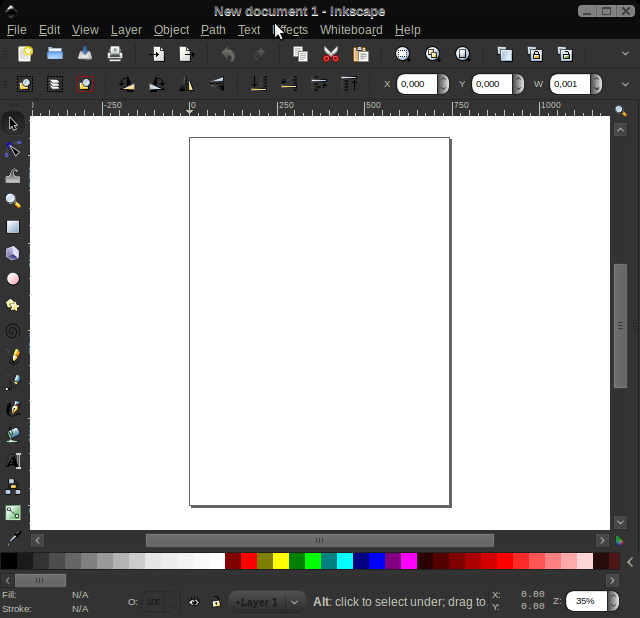 New document 1 - Inkscape
File Edit View Layer Object Path Text Effects Whiteboard Help
X 0,000 Y 0,000 W 0,001
-250 0 250 500 750 1000
Fill: N/A
Stroke: N/A
O: 100
•Layer 1
Alt: click to select under; drag to
X: 0.00
Y: 0.00
Z: 35%